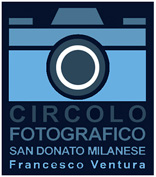 CIRCOLO
FOTOGRAFICO
SAN DONATO MILANESE
Francesco Ventura